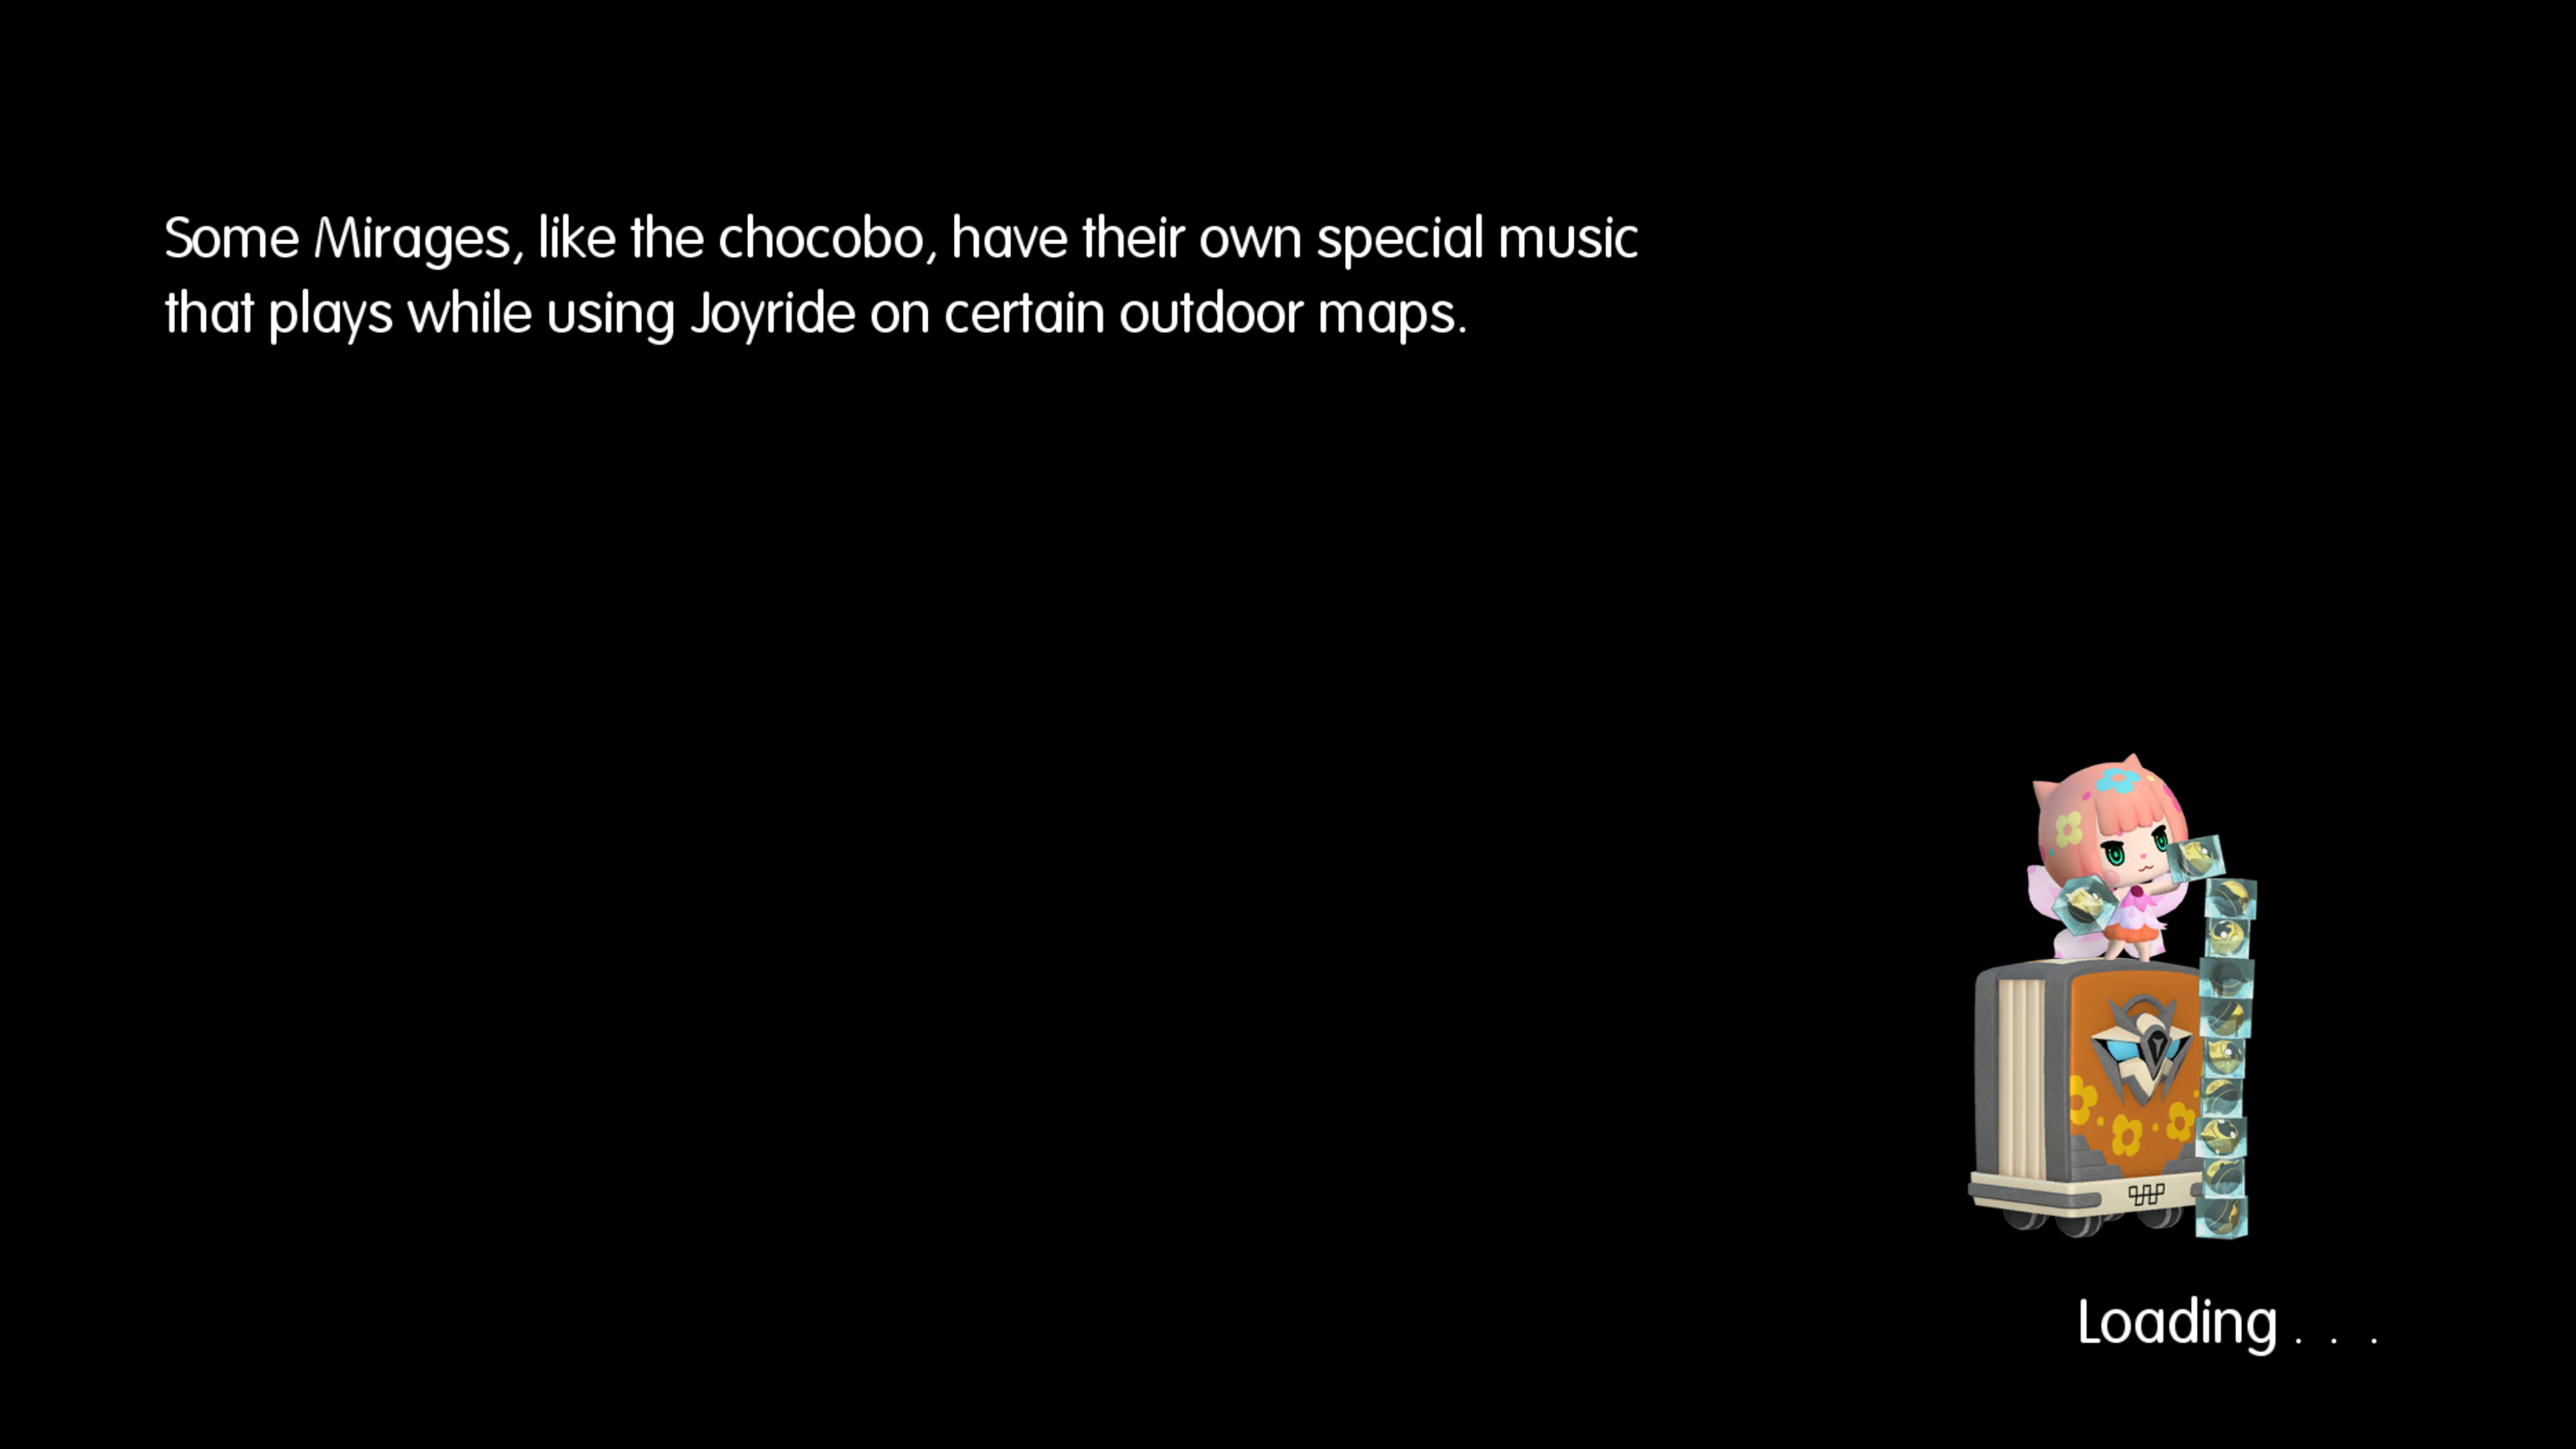 Some Mirages, like the chocobo, have their own special music
that plays while using Joyride on certain outdoor maps.
Loading . . .